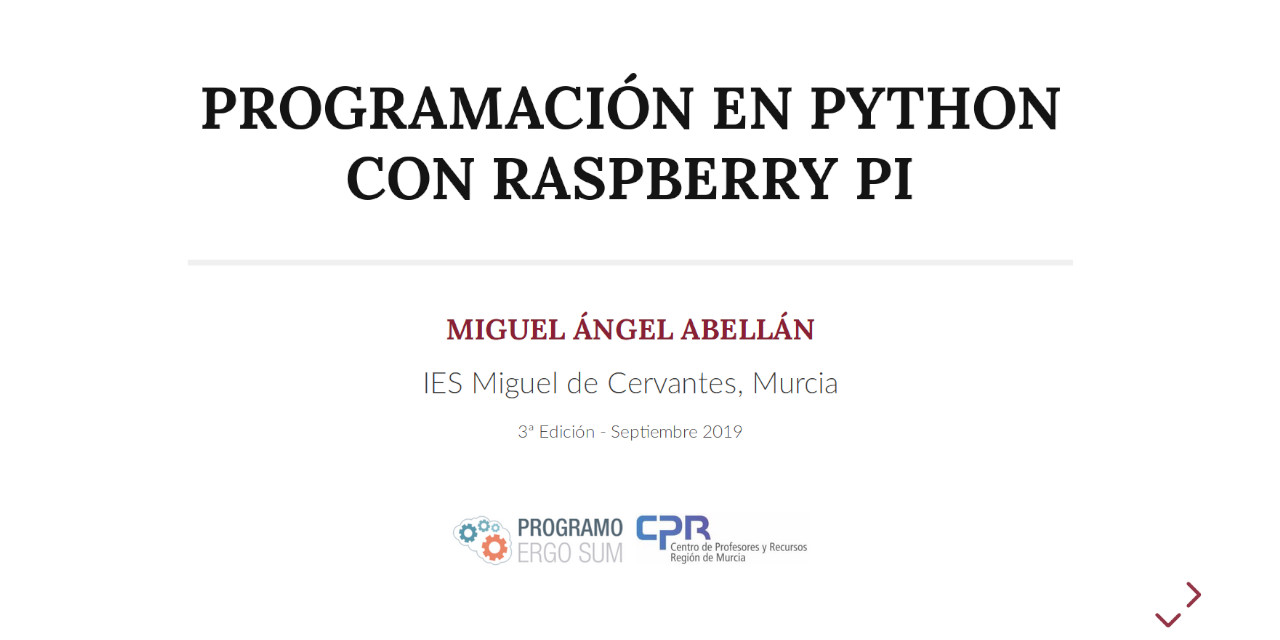 PROGRAMACIÓN EN PYTHON
CON RASPBERRY PI
MIGUEL ÁNGEL ABELLÁN
IES Miguel de Cervantes, Murcia
3ª Edición - Septiembre 2019
PROGRAMO
ERGO SUM
CPR
Centro de Profesores y Recursos
Región de Murcia